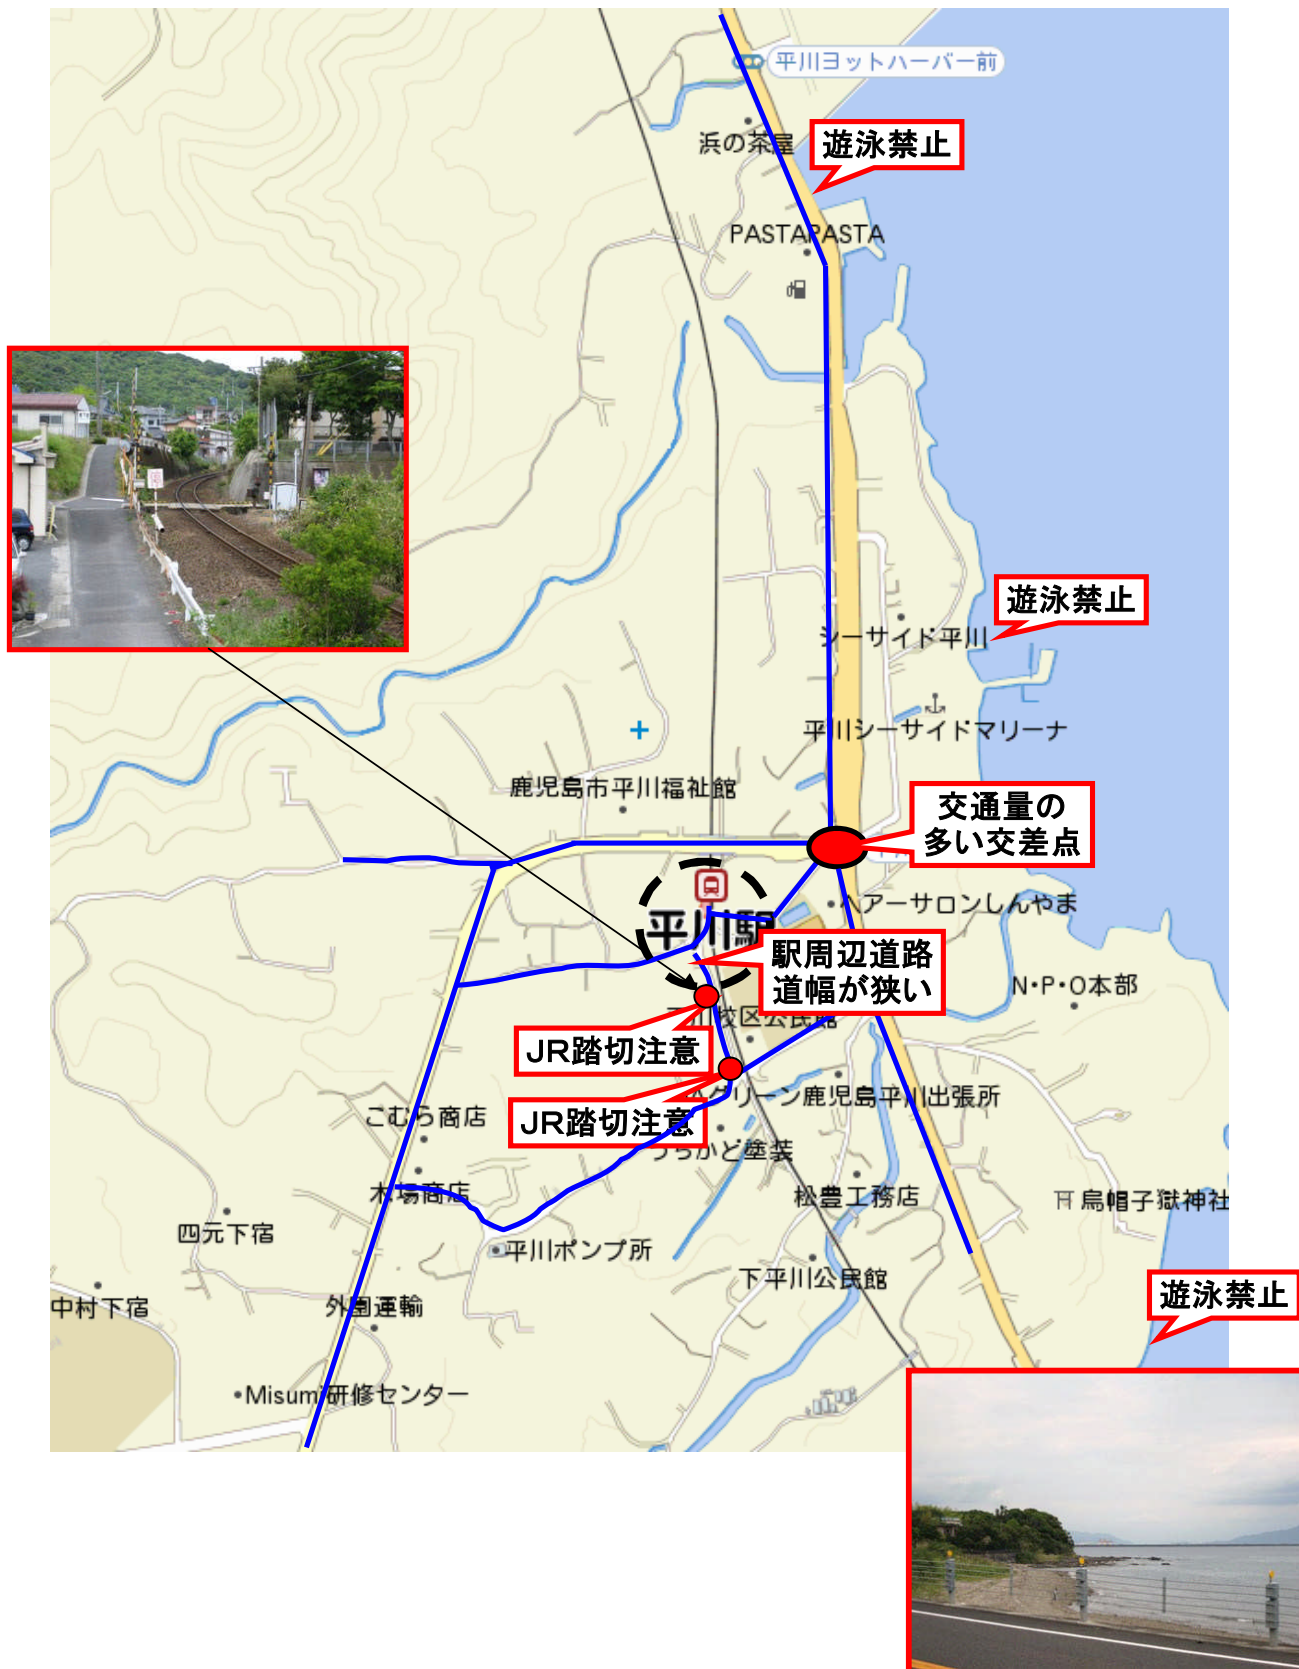 平川ヨットハーバー前
浜の茶屋
遊泳禁止
PASTAPASTA
遊泳禁止
シーサイド平川
平川シーサイドマリーナ
鹿児島市平川福祉館
交通量の
多い交差点
ヘアーサロンしんやま
平川駅
駅周辺道路
道幅が狭い
N・P・O本部
平川校区公民館
JR踏切注意
グリーン鹿児島平川出張所
こむら商店
JR踏切注意
うちかど塗装
木場商店
松豊工務店
烏帽子嶽神社
四元下宿
平川ポンプ所
下平川公民館
遊泳禁止
中村下宿
外園運輸
Misumi研修センター